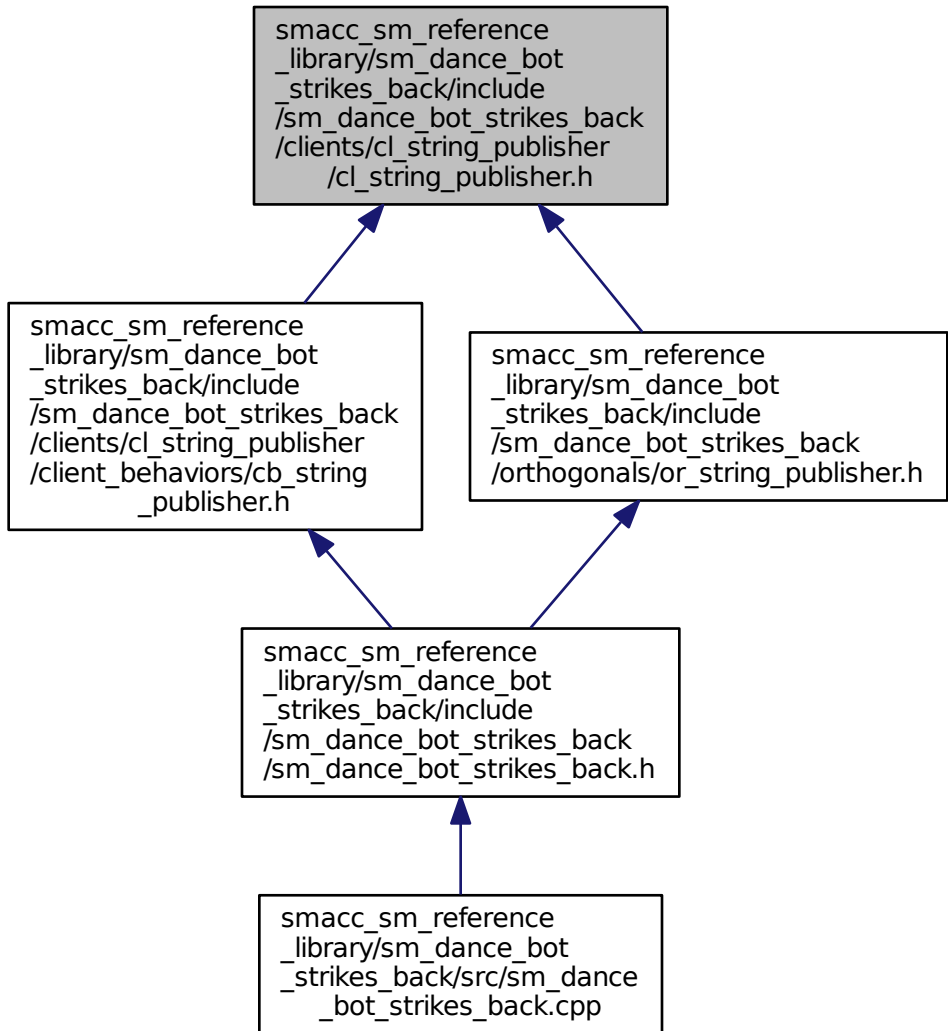 smacc_sm_reference
_library/sm_dance_bot
_strikes_back/include
/sm_dance_bot_strikes_back
/clients/cl_string_publisher
/cl_string_publisher.h
smacc_sm_reference
_library/sm_dance_bot
_strikes_back/include
/sm_dance_bot_strikes_back
/clients/cl_string_publisher
/client_behaviors/cb_string
_publisher.h
smacc_sm_reference
_library/sm_dance_bot
_strikes_back/include
/sm_dance_bot_strikes_back
/orthogonals/or_string_publisher.h
smacc_sm_reference
_library/sm_dance_bot
_strikes_back/include
/sm_dance_bot_strikes_back
/sm_dance_bot_strikes_back.h
smacc_sm_reference
_library/sm_dance_bot
_strikes_back/src/sm_dance
_bot_strikes_back.cpp